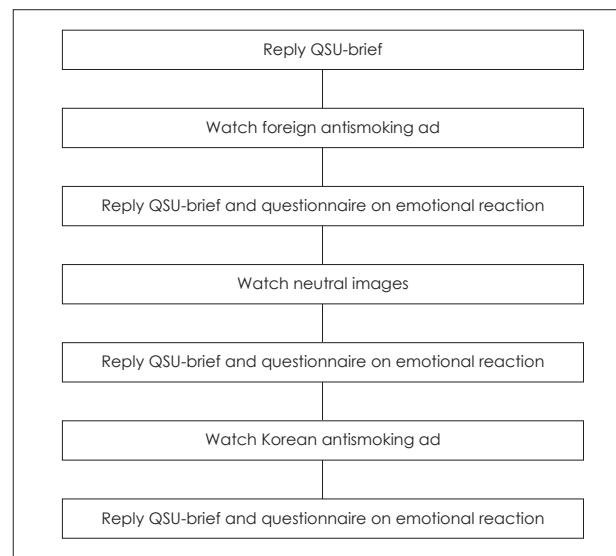 Reply QSU-brief
Watch foreign antismoking ad
Reply QSU-brief and questionnaire on emotional reaction
Watch neutral images
Reply QSU-brief and questionnaire on emotional reaction
Watch Korean antismoking ad
Reply QSU-brief and questionnaire on emotional reaction